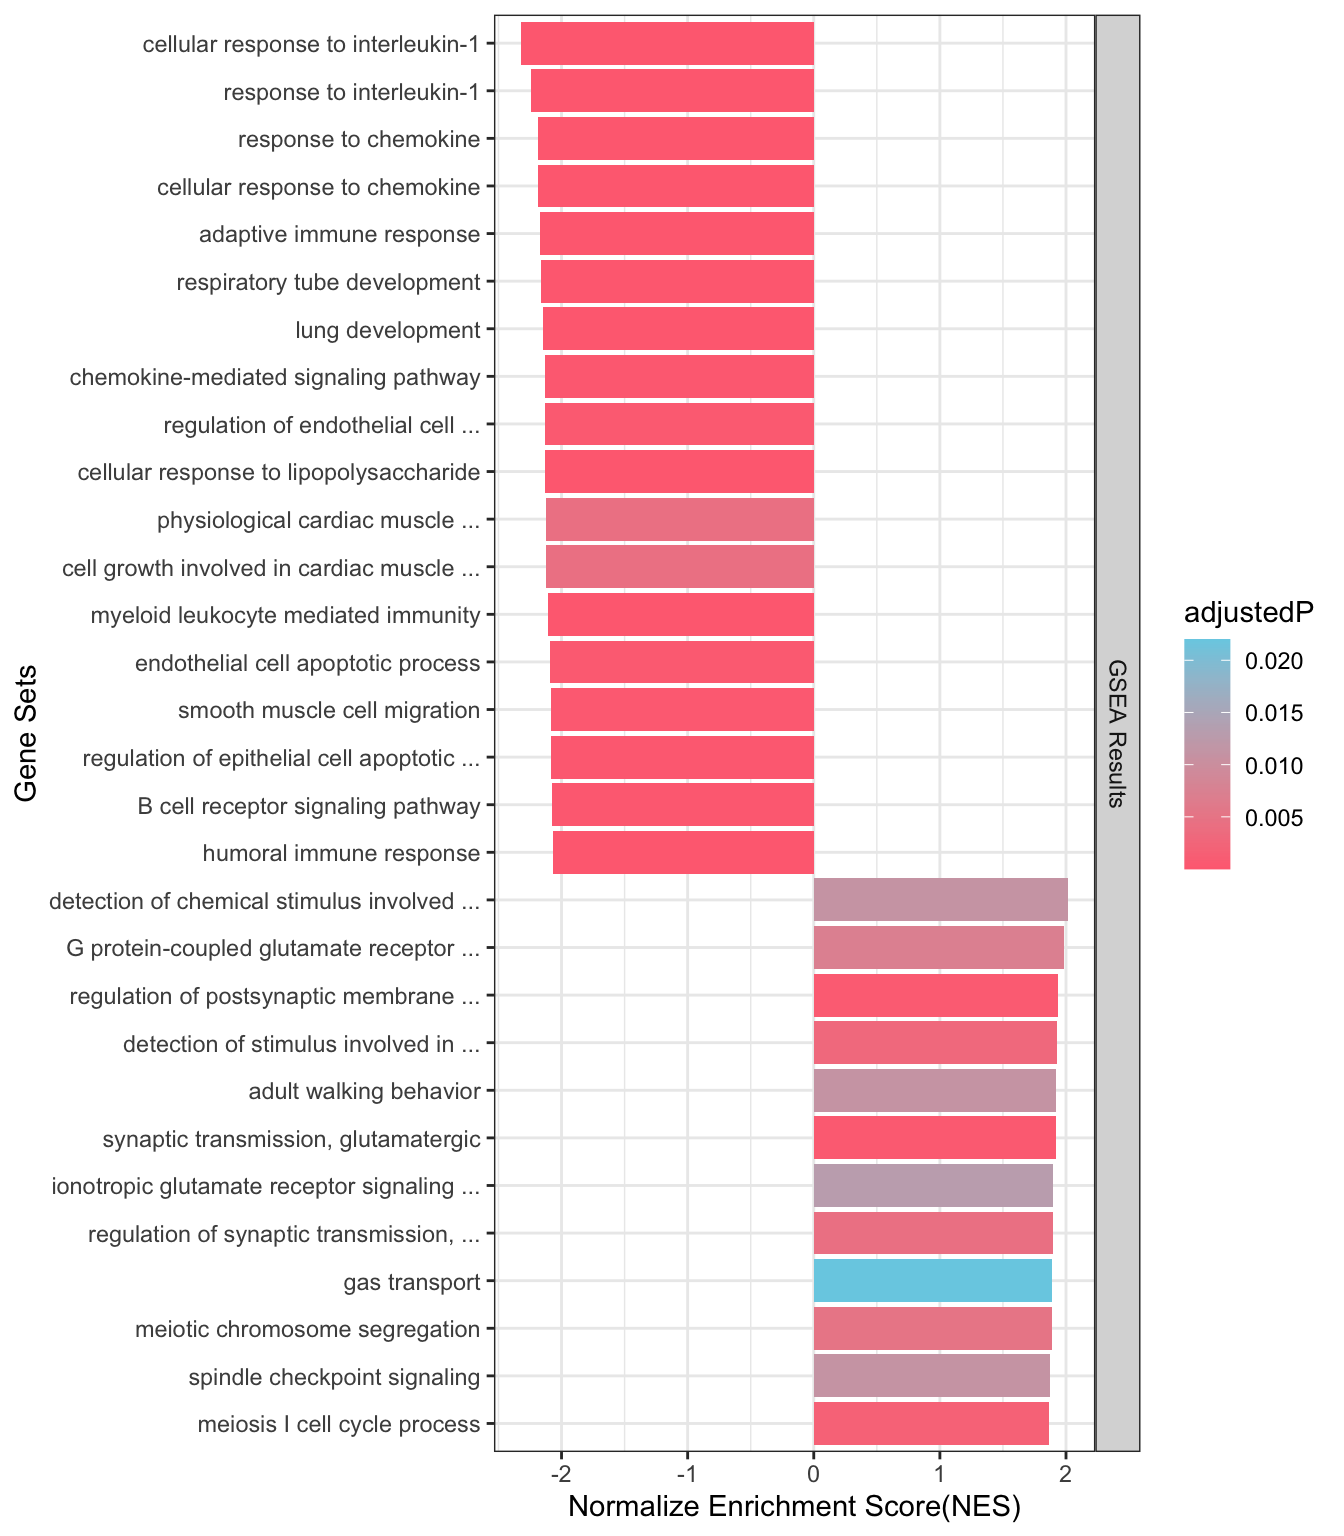 cellular response to interleukin-1
response to interleukin-1
response to chemokine
cellular response to chemokine
adaptive immune response
respiratory tube development
lung development
chemokine-mediated signaling pathway
regulation of endothelial cell ...
cellular response to lipopolysaccharide
physiological cardiac muscle ...
cell growth involved in cardiac muscle ...
myeloid leukocyte mediated immunity
endothelial cell apoptotic process
smooth muscle cell migration
regulation of epithelial cell apoptotic ...
B cell receptor signaling pathway
humoral immune response
detection of chemical stimulus involved ...
G protein-coupled glutamate receptor ...
regulation of postsynaptic membrane ...
detection of stimulus involved in ...
adult walking behavior
synaptic transmission, glutamatergic
ionotropic glutamate receptor signaling ...
regulation of synaptic transmission, ...
gas transport
meiotic chromosome segregation
spindle checkpoint signaling
meiosis I cell cycle process
Gene Sets
-2 -1 0 1 2
Normalize Enrichment Score(NES)
GSEA Results
adjustedP
0.020
0.015
0.010
0.005